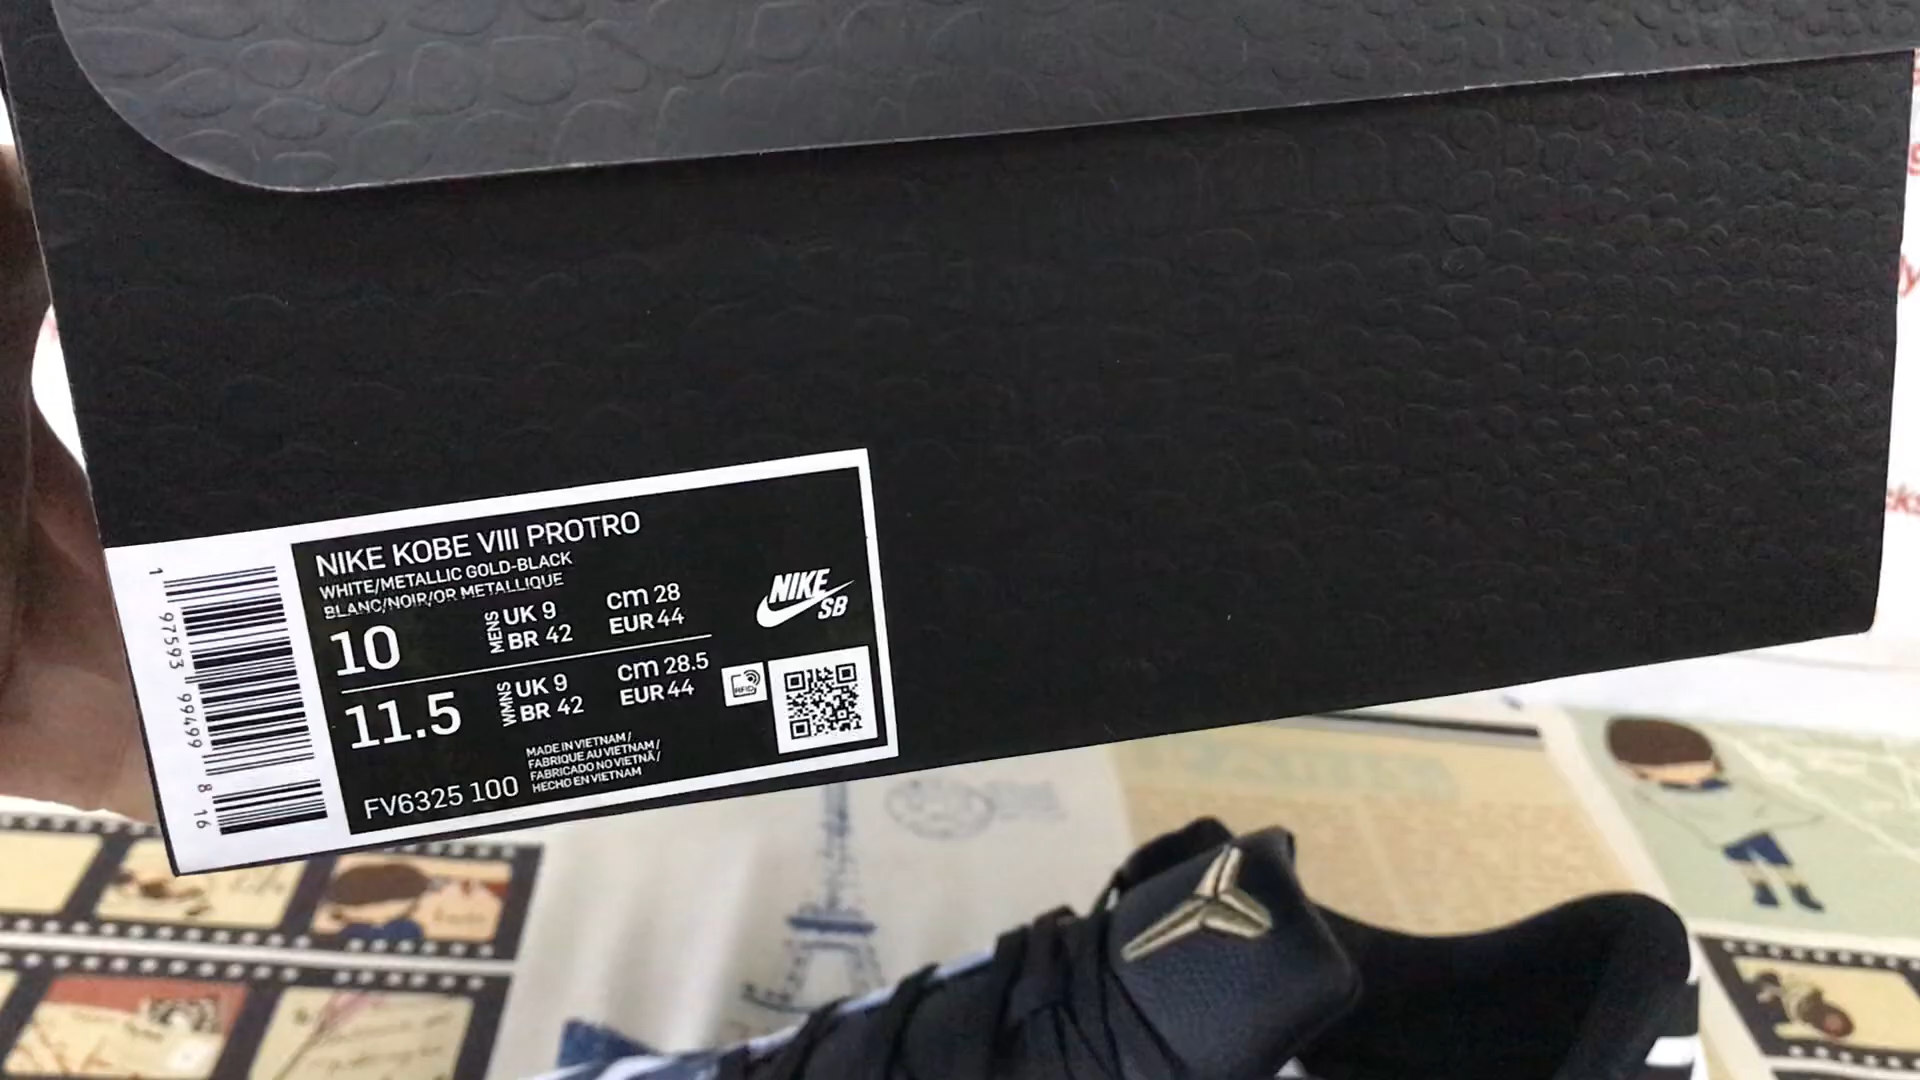 NIKE KOBE VIII PROTRO
WHITE/METALLIC GOLD-BLACK
BLANC/NOIR/OR METALLIQUE
10
MENS
UK 9
BR 42
cm 28
EUR 44
11.5
WMNS
UK 9
BR 42
cm 28.5
EUR 44
NIKE
SB
RFID
MADE IN VIETNAM/
FABRIQUE AU VIETNAM/
FABRICADO NO VIETNÃ/
HECHO EN VIETNAM
FV6325 100
1 97593 99499 8 16